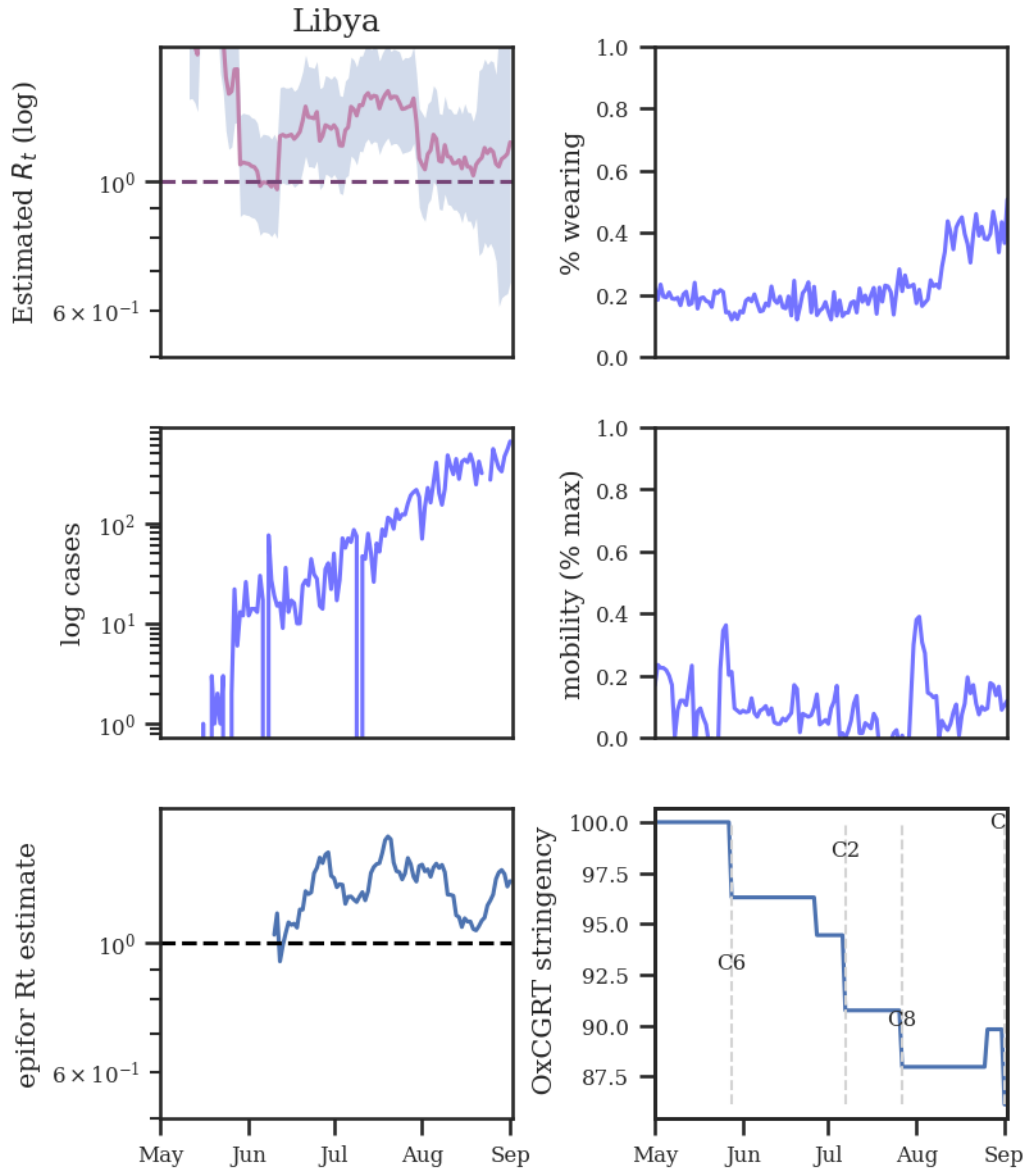 Libya
Estimated R_t (log)
10^0
6 × 10^-1
% wearing
1.0
0.8
0.6
0.4
0.2
0.0
log cases
10^2
10^1
10^0
mobility (% max)
1.0
0.8
0.6
0.4
0.2
0.0
epifor Rt estimate
10^0
6 × 10^-1
May Jun Jul Aug Sep
OxCGRT stringency
100.0
97.5
95.0
92.5
90.0
87.5
C
C2
C6
C8
May Jun Jul Aug Sep